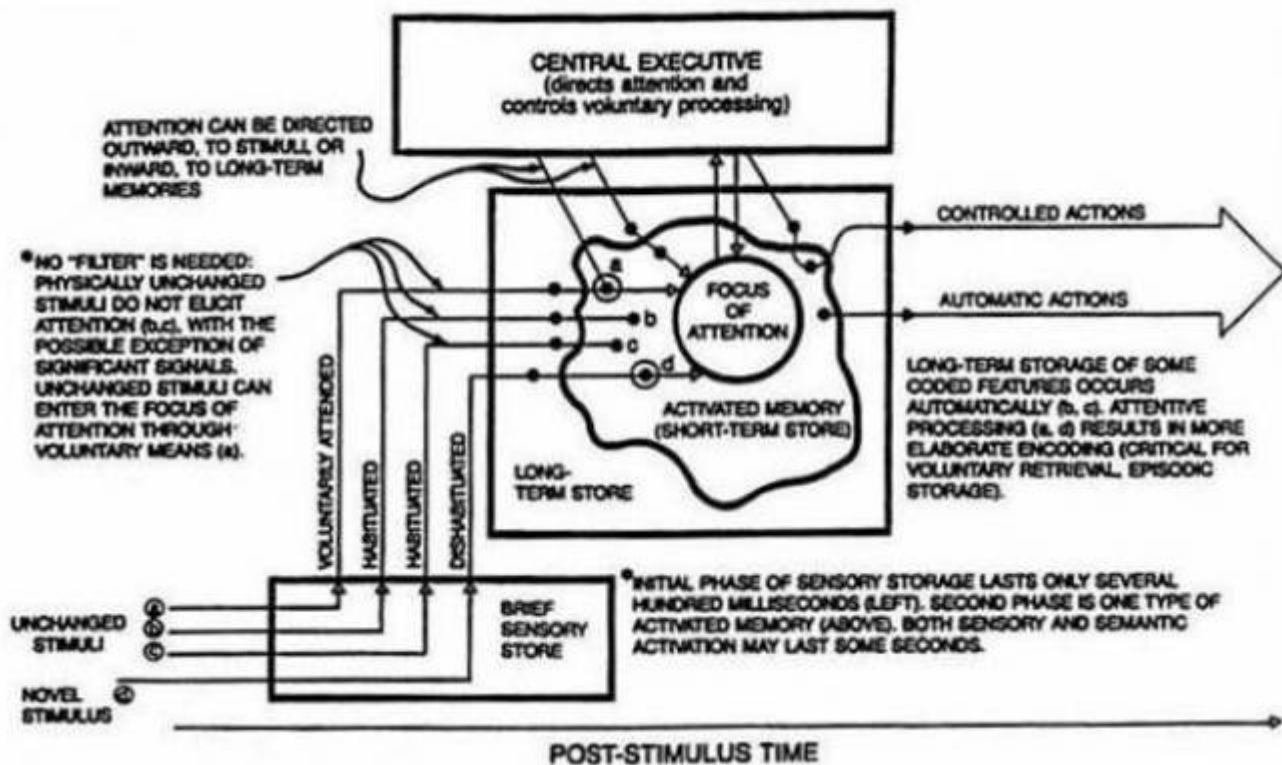 CENTRAL EXECUTIVE
(directs attention and
controls voluntary processing)
ATTENTION CAN BE DIRECTED
OUTWARD, TO STIMULI OR
INWARD, TO LONG-TERM
MEMORIES
NO "FILTER" IS NEEDED:
PHYSICALLY UNCHANGED
STIMULI DO NOT ELICIT
ATTENTION (b,c), WITH THE
POSSIBLE EXCEPTION OF
SIGNIFICANT SIGNALS.
UNCHANGED STIMULI CAN
ENTER THE FOCUS OF
ATTENTION THROUGH
VOLUNTARY MEANS (a).
a
b
c
d
FOCUS
OF
ATTENTION
ACTIVATED MEMORY
(SHORT-TERM STORE)
LONG-
TERM STORE
CONTROLLED ACTIONS
AUTOMATIC ACTIONS
LONG-TERM STORAGE OF SOME
CODED FEATURES OCCURS
AUTOMATICALLY (b, c). ATTENTIVE
PROCESSING (a, d) RESULTS IN MORE
ELABORATE ENCODING (CRITICAL FOR
VOLUNTARY RETRIEVAL, EPISODIC
STORAGE).
VOLUNTARILY ATTENDED
HABITUATED
HABITUATED
DISHABITUATED
BRIEF
SENSORY
STORE
INITIAL PHASE OF SENSORY STORAGE LASTS ONLY SEVERAL
HUNDRED MILLISECONDS (LEFT). SECOND PHASE IS ONE TYPE OF
ACTIVATED MEMORY (ABOVE). BOTH SENSORY AND SEMANTIC
ACTIVATION MAY LAST SOME SECONDS.
UNCHANGED
STIMULI
c
NOVEL
STIMULUS
POST-STIMULUS TIME